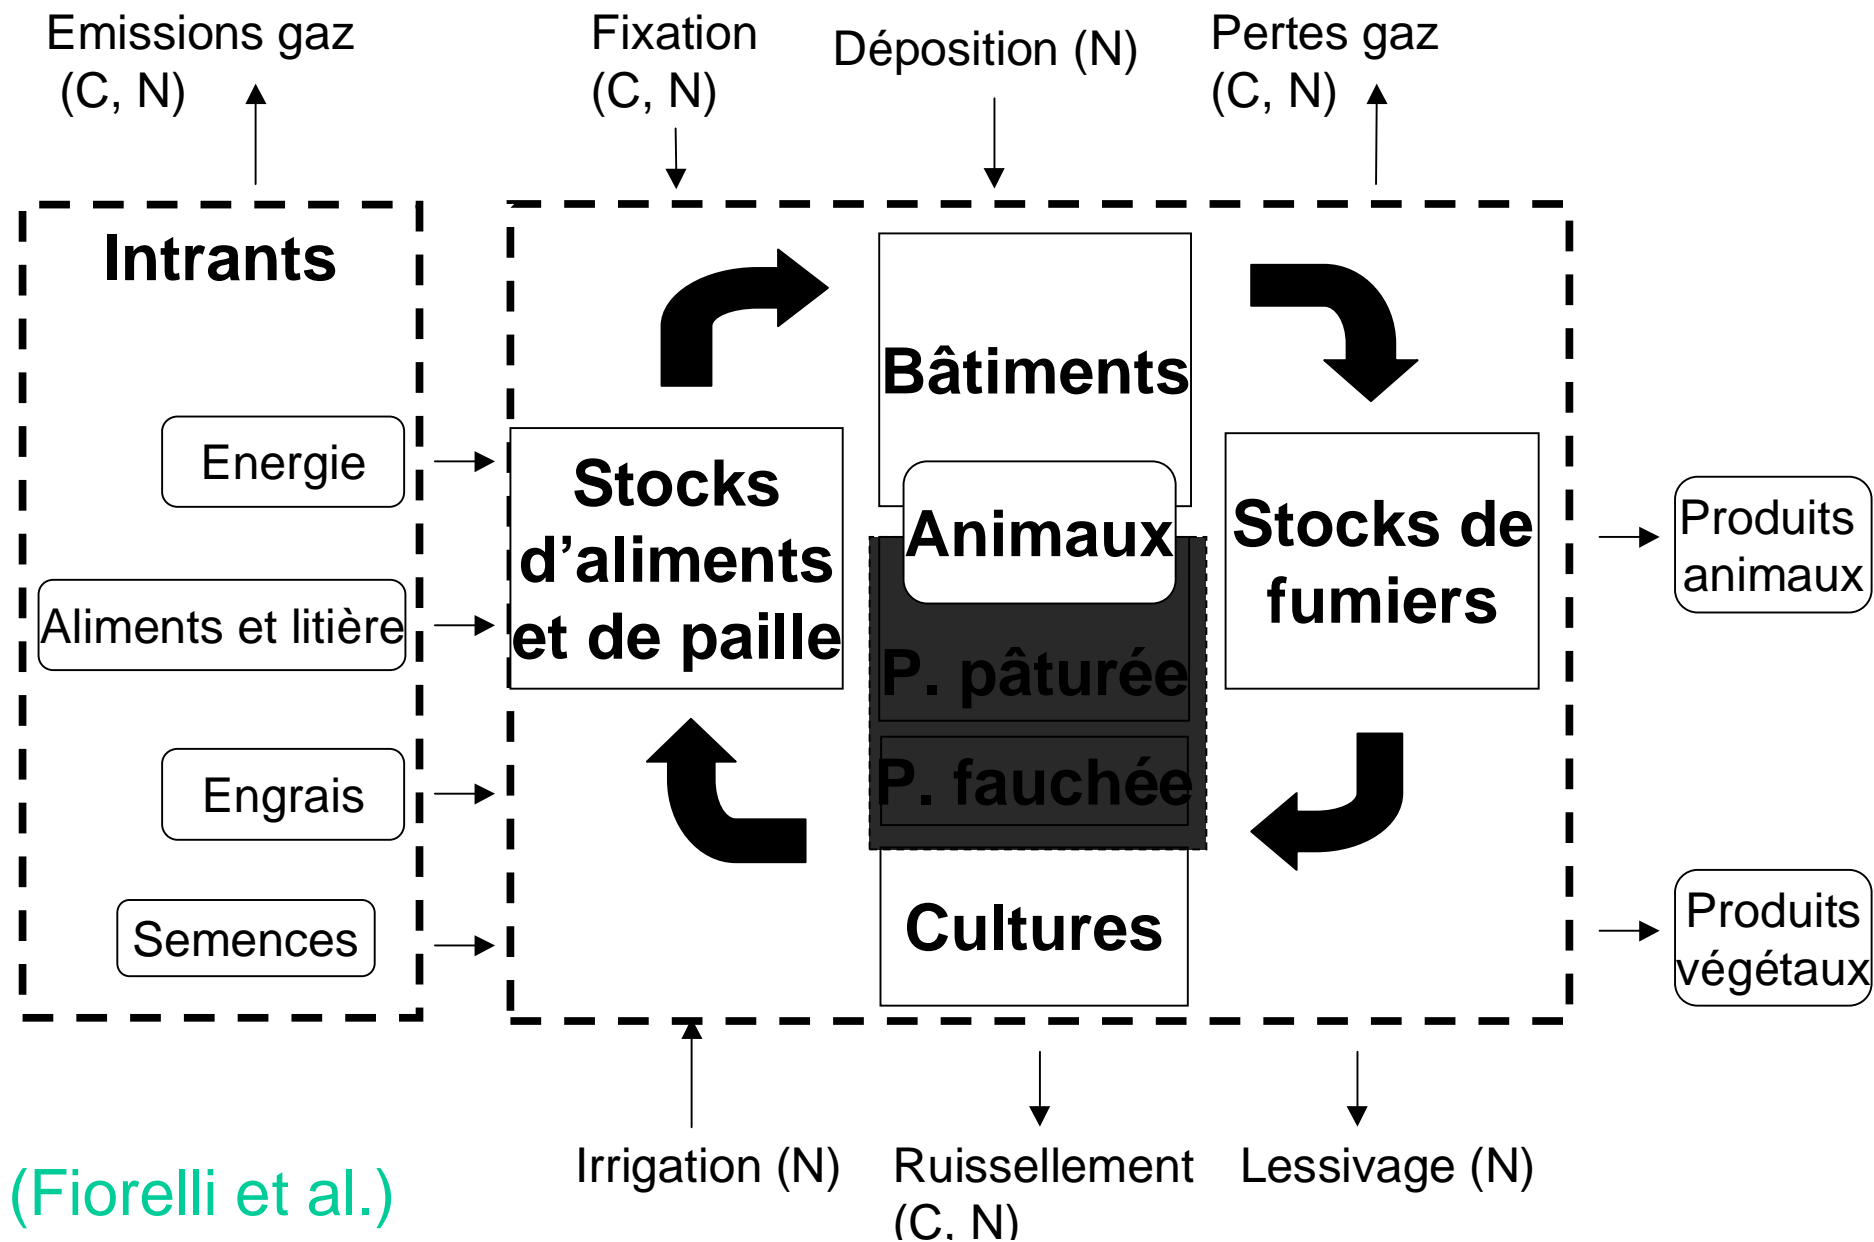 Emissions gaz
(C, N)
Fixation
(C, N)
Déposition (N)
Pertes gaz
(C, N)
Intrants
Energie
Aliments et litière
Engrais
Semences
Stocks
d’aliments
et de paille
Bâtiments
Animaux
P. pâturée
P. fauchée
Cultures
Stocks de
fumiers
Produits
animaux
Produits
végétaux
Irrigation (N)
Ruissellement
(C, N)
Lessivage (N)
(Fiorelli et al.)